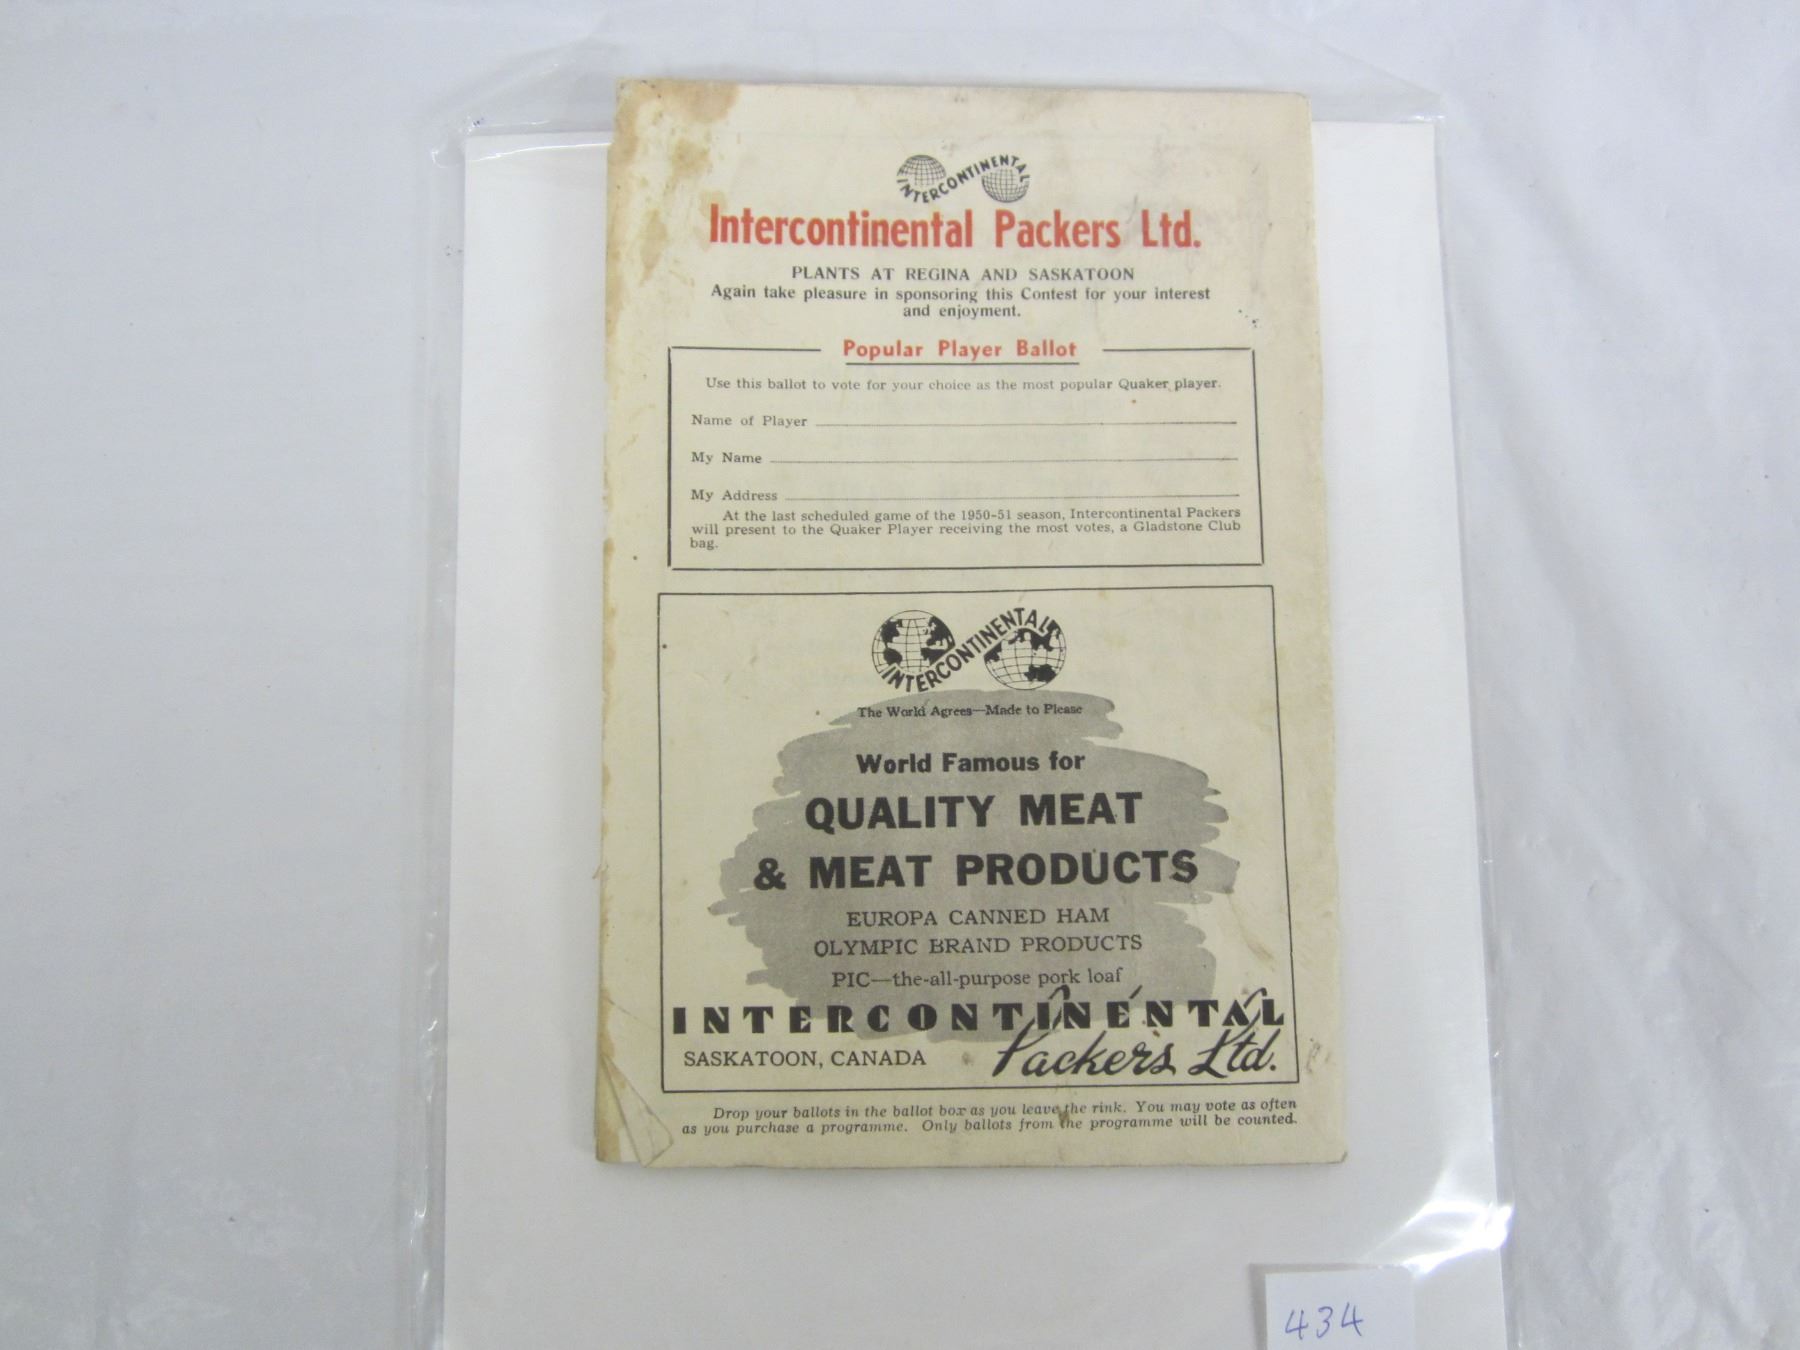 INTERCONTINENTAL
Intercontinental Packers Ltd.
PLANTS AT REGINA AND SASKATOON
Again take pleasure in sponsoring this Contest for your interest
and enjoyment.
Popular Player Ballot
Use this ballot to vote for your choice as the most popular Quaker player.
Name of Player
My Name
My Address
At the last scheduled game of the 1950-51 season, Intercontinental Packers
will present to the Quaker Player receiving the most votes, a Gladstone Club
bag.
INTERCONTINENTAL
The World Agrees—Made to Please
World Famous for
QUALITY MEAT
& MEAT PRODUCTS
EUROPA CANNED HAM
OLYMPIC BRAND PRODUCTS
PIC—the-all-purpose pork loaf
INTERCONTINENTAL
SASKATOON, CANADA Packers Ltd.
Drop your ballots in the ballot box as you leave the rink. You may vote as often
as you purchase a programme. Only ballots from the programme will be counted.
434